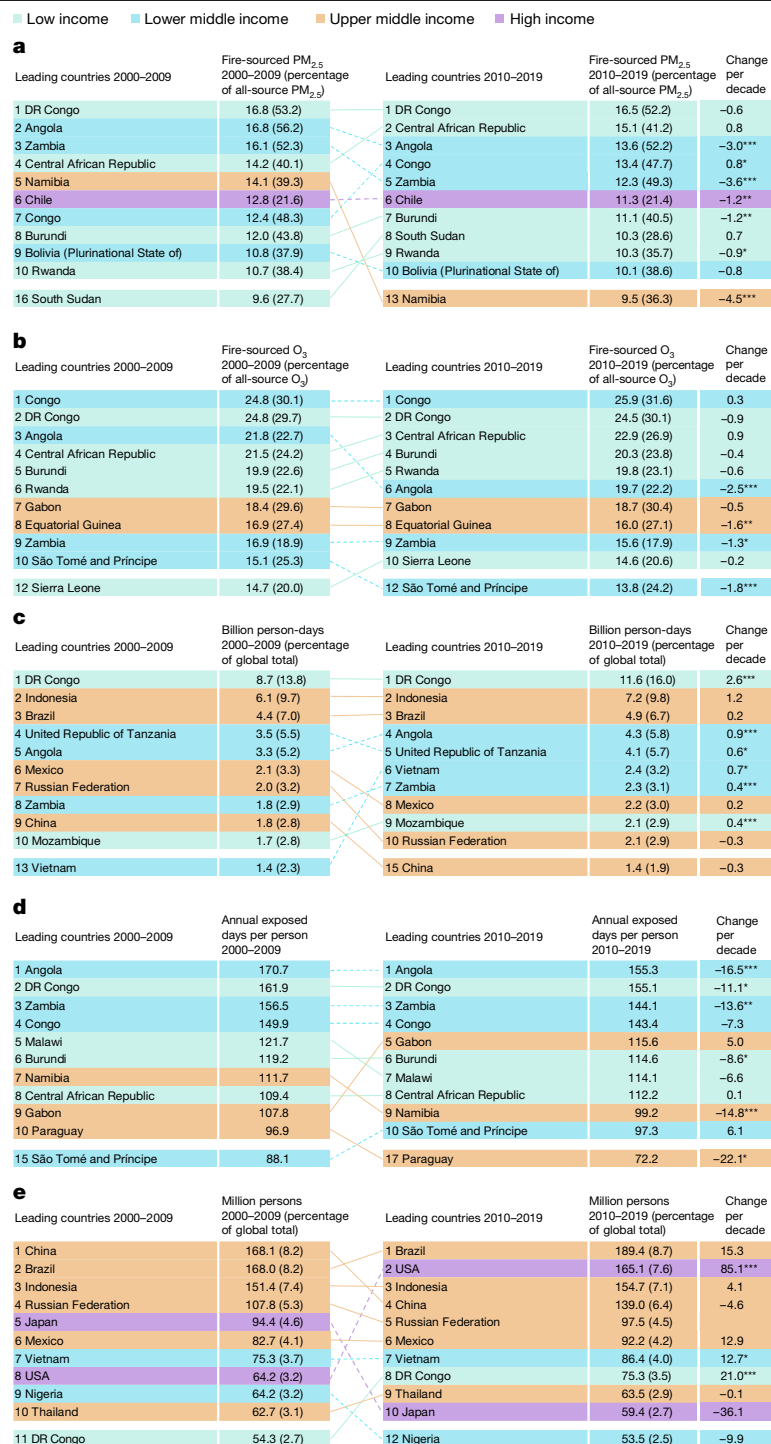 Low income Lower middle income Upper middle income High income
a
Leading countries 2000–2009 Fire-sourced PM2.5 2000–2009 (percentage of all-source PM2.5) Leading countries 2010–2019 Fire-sourced PM2.5 2010–2019 (percentage of all-source PM2.5) Change per decade
1 DR Congo 16.8 (53.2) 1 DR Congo 16.5 (52.2) −0.6
2 Angola 16.8 (56.2) 2 Central African Republic 15.1 (41.2) 0.8
3 Zambia 16.1 (52.3) 3 Angola 13.6 (52.2) −3.0***
4 Central African Republic 14.2 (40.1) 4 Congo 13.4 (47.7) 0.8*
5 Namibia 14.1 (39.3) 5 Zambia 12.3 (49.3) −3.6***
6 Chile 12.8 (21.6) 6 Chile 11.3 (21.4) −1.2**
7 Congo 12.4 (48.3) 7 Burundi 11.1 (40.5) −1.2**
8 Burundi 12.0 (43.8) 8 South Sudan 10.3 (28.6) 0.7
9 Bolivia (Plurinational State of) 10.8 (37.9) 9 Rwanda 10.3 (35.7) −0.9*
10 Rwanda 10.7 (38.4) 10 Bolivia (Plurinational State of) 10.1 (38.6) −0.8
16 South Sudan 9.6 (27.7) 13 Namibia 9.5 (36.3) −4.5***
b
Leading countries 2000–2009 Fire-sourced O3 2000–2009 (percentage of all-source O3) Leading countries 2010–2019 Fire-sourced O3 2010–2019 (percentage of all-source O3) Change per decade
1 Congo 24.8 (30.1) 1 Congo 25.9 (31.6) 0.3
2 DR Congo 24.8 (29.7) 2 DR Congo 24.5 (30.1) −0.9
3 Angola 21.8 (22.7) 3 Central African Republic 22.9 (26.9) 0.9
4 Central African Republic 21.5 (24.2) 4 Burundi 20.3 (23.8) −0.4
5 Burundi 19.9 (22.6) 5 Rwanda 19.8 (23.1) −0.6
6 Rwanda 19.5 (22.1) 6 Angola 19.7 (22.2) −2.5***
7 Gabon 18.4 (29.6) 7 Gabon 18.7 (30.4) −0.5
8 Equatorial Guinea 16.9 (27.4) 8 Equatorial Guinea 16.0 (27.1) −1.6**
9 Zambia 16.9 (18.9) 9 Zambia 15.6 (17.9) −1.3*
10 São Tomé and Príncipe 15.1 (25.3) 10 Sierra Leone 14.6 (20.6) −0.2
12 Sierra Leone 14.7 (20.0) 12 São Tomé and Príncipe 13.8 (24.2) −1.8***
c
Leading countries 2000–2009 Billion person-days 2000–2009 (percentage of global total) Leading countries 2010–2019 Billion person-days 2010–2019 (percentage of global total) Change per decade
1 DR Congo 8.7 (13.8) 1 DR Congo 11.6 (16.0) 2.6***
2 Indonesia 6.1 (9.7) 2 Indonesia 7.2 (9.8) 1.2
3 Brazil 4.4 (7.0) 3 Brazil 4.9 (6.7) 0.2
4 United Republic of Tanzania 3.5 (5.5) 4 Angola 4.3 (5.8) 0.9***
5 Angola 3.3 (5.2) 5 United Republic of Tanzania 4.1 (5.7) 0.6*
6 Mexico 2.1 (3.3) 6 Vietnam 2.4 (3.2) 0.7*
7 Russian Federation 2.0 (3.2) 7 Zambia 2.3 (3.1) 0.4***
8 Zambia 1.8 (2.9) 8 Mexico 2.2 (3.0) 0.2
9 China 1.8 (2.8) 9 Mozambique 2.1 (2.9) 0.4***
10 Mozambique 1.7 (2.8) 10 Russian Federation 2.1 (2.9) −0.3
13 Vietnam 1.4 (2.3) 15 China 1.4 (1.9) −0.3
d
Leading countries 2000–2009 Annual exposed days per person 2000–2009 Leading countries 2010–2019 Annual exposed days per person 2010–2019 Change per decade
1 Angola 170.7 1 Angola 155.3 −16.5***
2 DR Congo 161.9 2 DR Congo 155.1 −11.1*
3 Zambia 156.5 3 Zambia 144.1 −13.6**
4 Congo 149.9 4 Congo 143.4 −7.3
5 Malawi 121.7 5 Gabon 115.6 5.0
6 Burundi 119.2 6 Burundi 114.6 −8.6*
7 Namibia 111.7 7 Malawi 114.1 −6.6
8 Central African Republic 109.4 8 Central African Republic 112.2 0.1
9 Gabon 107.8 9 Namibia 99.2 −14.8***
10 Paraguay 96.9 10 São Tomé and Príncipe 97.3 6.1
15 São Tomé and Príncipe 88.1 17 Paraguay 72.2 −22.1*
e
Leading countries 2000–2009 Million persons 2000–2009 (percentage of global total) Leading countries 2010–2019 Million persons 2010–2019 (percentage of global total) Change per decade
1 China 168.1 (8.2) 1 Brazil 189.4 (8.7) 15.3
2 Brazil 168.0 (8.2) 2 USA 165.1 (7.6) 85.1***
3 Indonesia 151.4 (7.4) 3 Indonesia 154.7 (7.1) 4.1
4 Russian Federation 107.8 (5.3) 4 China 139.0 (6.4) −4.6
5 Japan 94.4 (4.6) 5 Russian Federation 97.5 (4.5)
6 Mexico 82.7 (4.1) 6 Mexico 92.2 (4.2) 12.9
7 Vietnam 75.3 (3.7) 7 Vietnam 86.4 (4.0) 12.7*
8 USA 64.2 (3.2) 8 DR Congo 75.3 (3.5) 21.0***
9 Nigeria 64.2 (3.2) 9 Thailand 63.5 (2.9) −0.1
10 Thailand 62.7 (3.1) 10 Japan 59.4 (2.7) −36.1
11 DR Congo 54.3 (2.7) 12 Nigeria 53.5 (2.5) −9.9